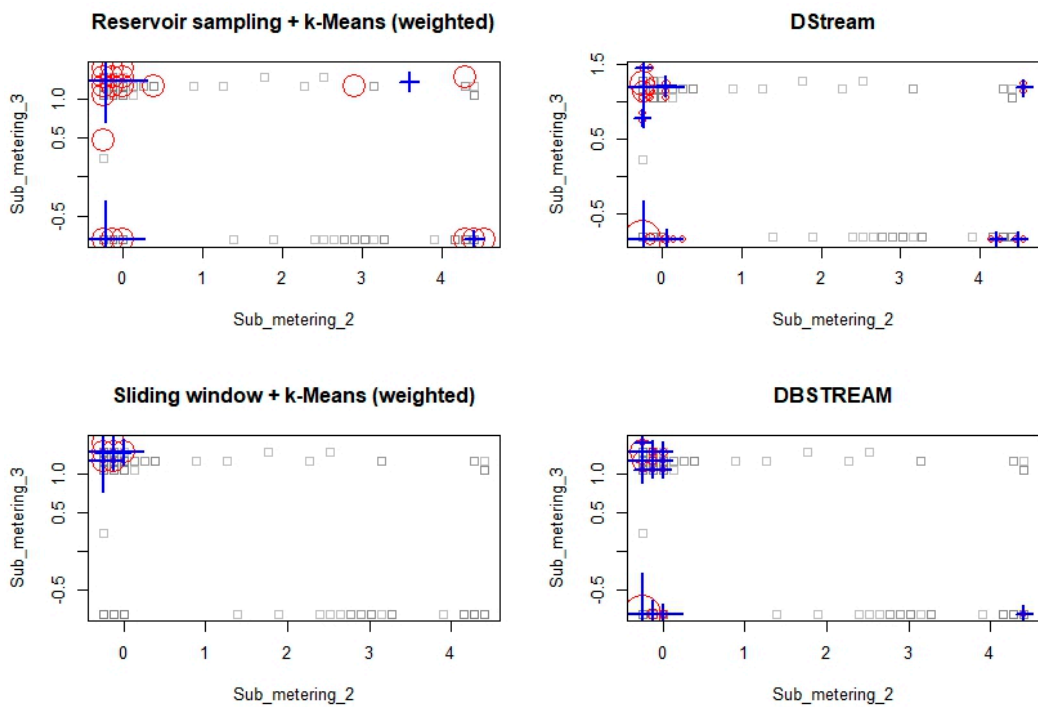 Reservoir sampling + k-Means (weighted)
Sub_metering_3
1.0
0.5
-0.5
0 1 2 3 4
Sub_metering_2
DStream
Sub_metering_3
1.5
0.5
-0.5
0 1 2 3 4
Sub_metering_2
Sliding window + k-Means (weighted)
Sub_metering_3
1.0
0.5
-0.5
0 1 2 3 4
Sub_metering_2
DBSTREAM
Sub_metering_3
1.0
0.5
-0.5
0 1 2 3 4
Sub_metering_2